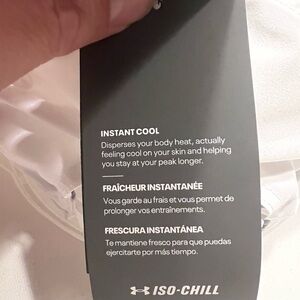 INSTANT COOL
Disperses your body heat, actually
feeling cool on your skin and helping
you stay at your peak longer.
FRAÎCHEUR INSTANTANÉE
Vous garde au frais et vous permet de
prolonger vos entraînements.
FRESCURA INSTANTÁNEA
Te mantiene fresco para que puedas
ejercitarte por más tiempo.
ISO-CHILL